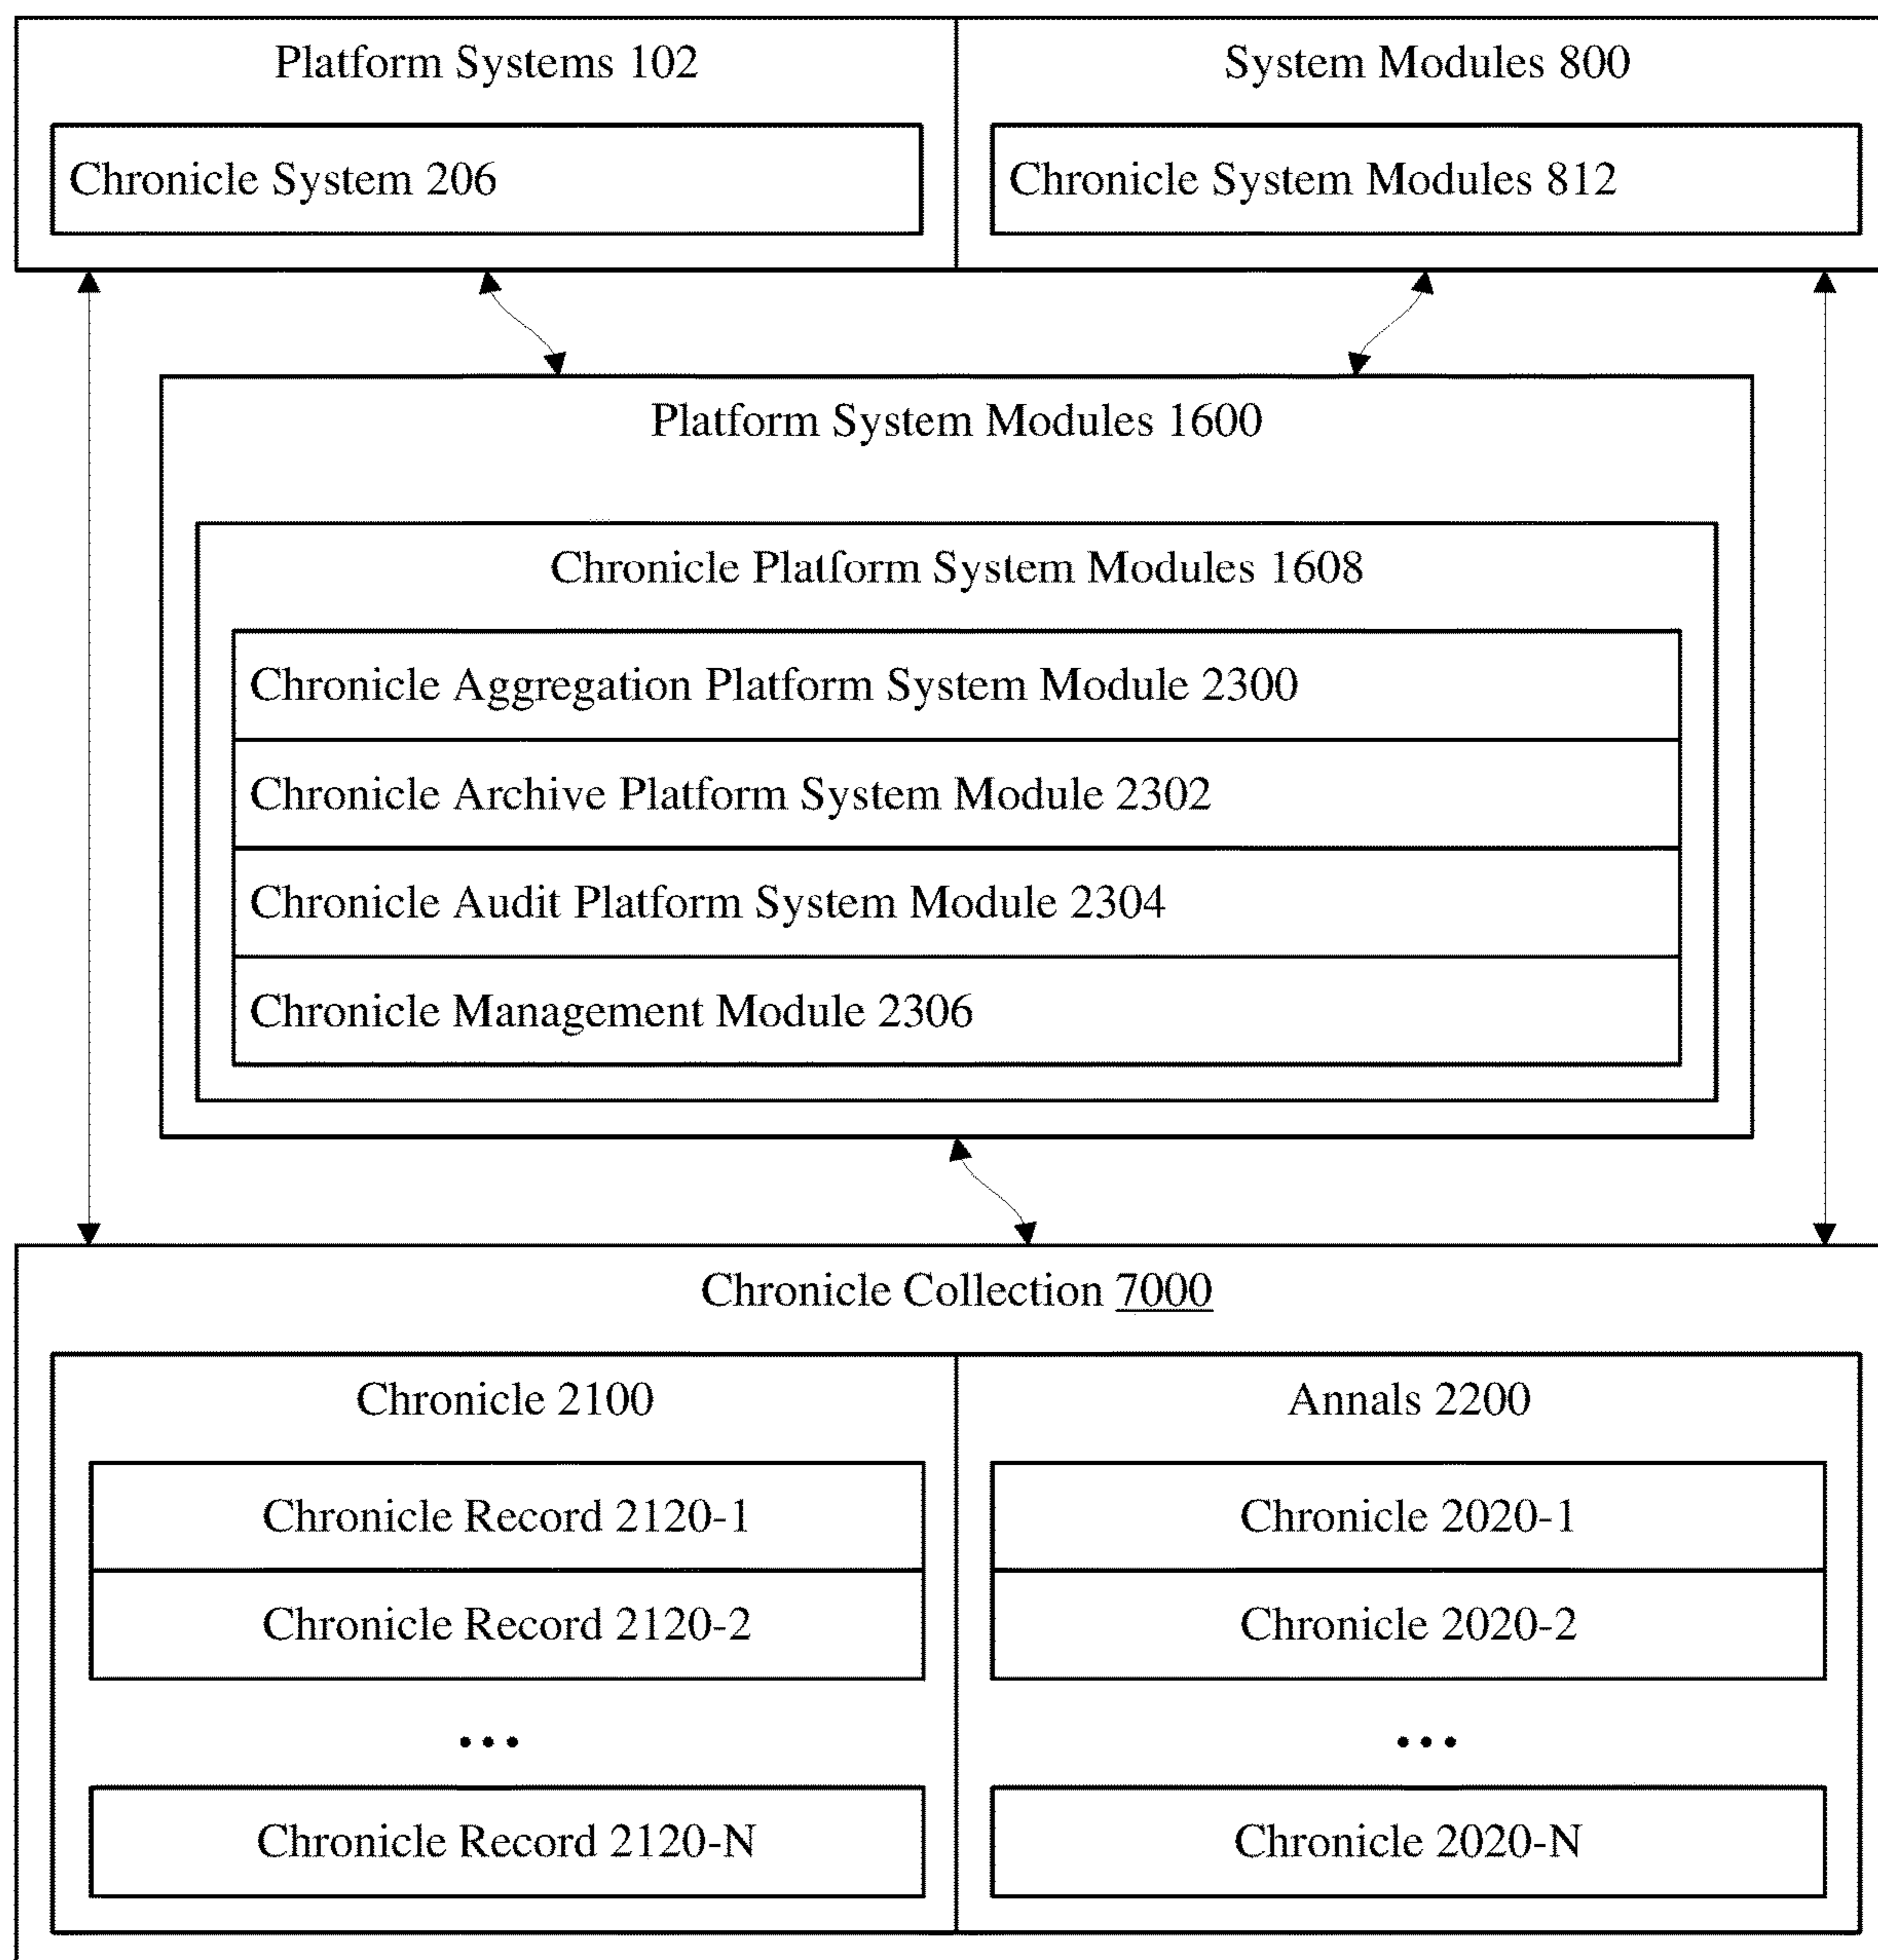 Platform Systems 102
System Modules 800
Chronicle System 206
Chronicle System Modules 812
Platform System Modules 1600
Chronicle Platform System Modules 1608
Chronicle Aggregation Platform System Module 2300
Chronicle Archive Platform System Module 2302
Chronicle Audit Platform System Module 2304
Chronicle Management Module 2306
Chronicle Collection 7000
Chronicle 2100
Annals 2200
Chronicle Record 2120-1
Chronicle 2020-1
Chronicle Record 2120-2
Chronicle 2020-2
...
...
Chronicle Record 2120-N
Chronicle 2020-N